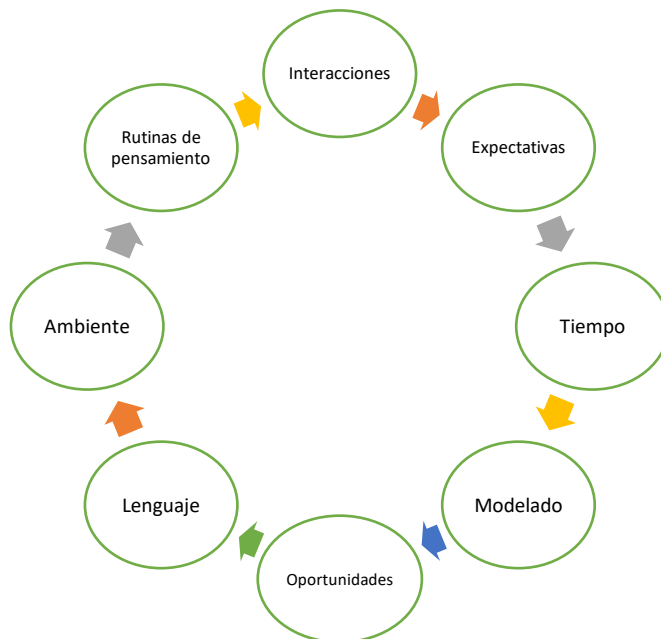 Interacciones
Expectativas
Tiempo
Modelado
Oportunidades
Lenguaje
Ambiente
Rutinas de
pensamiento